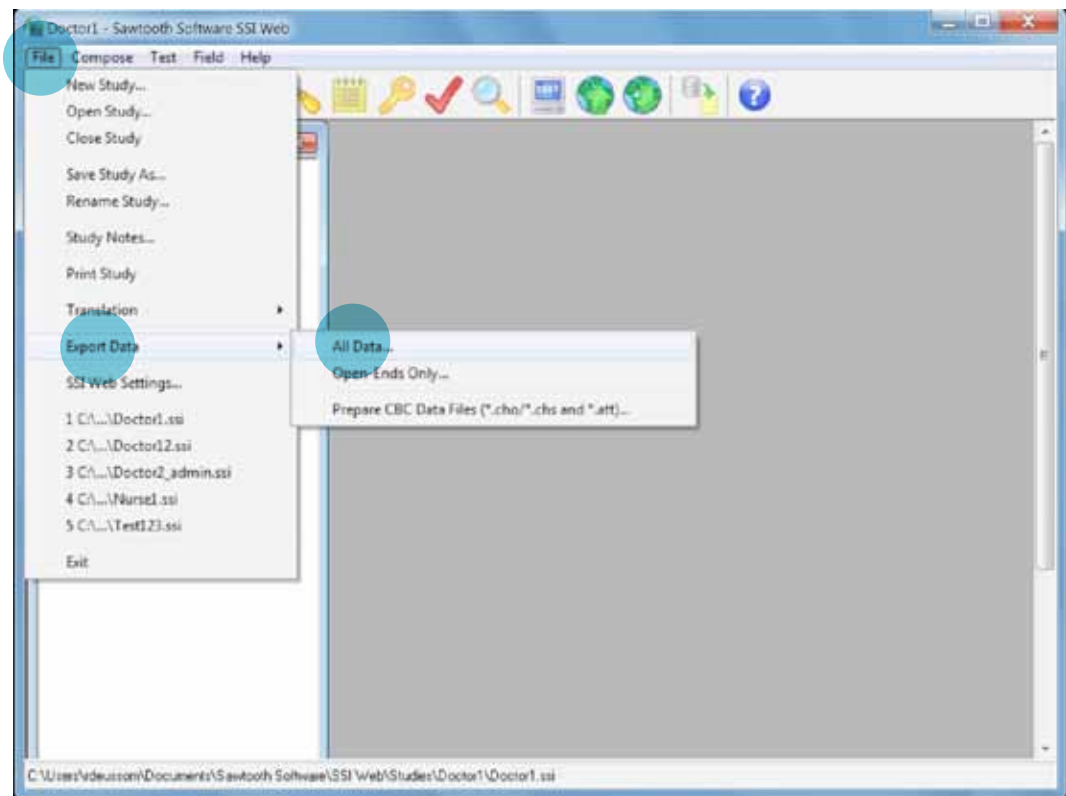 Doctor1 - Sawtooth Software SSI Web
File Compose Test Field Help
New Study...
Open Study...
Close Study
Save Study As...
Rename Study...
Study Notes...
Print Study
Translation
Export Data
All Data...
Open-Ends Only...
Prepare CBC Data Files (*.cho/*.chs and *.att)...
SSI Web Settings...
1 C:\...\Doctor1.ssi
2 C:\...\Doctor12.ssi
3 C:\...\Doctor2_admin.ssi
4 C:\...\Nurse1.ssi
5 C:\...\Test123.ssi
Exit
C:\Users\rdeussom\Documents\Sawtooth Software\SSI Web\Studies\Doctor1\Doctor1.ssi